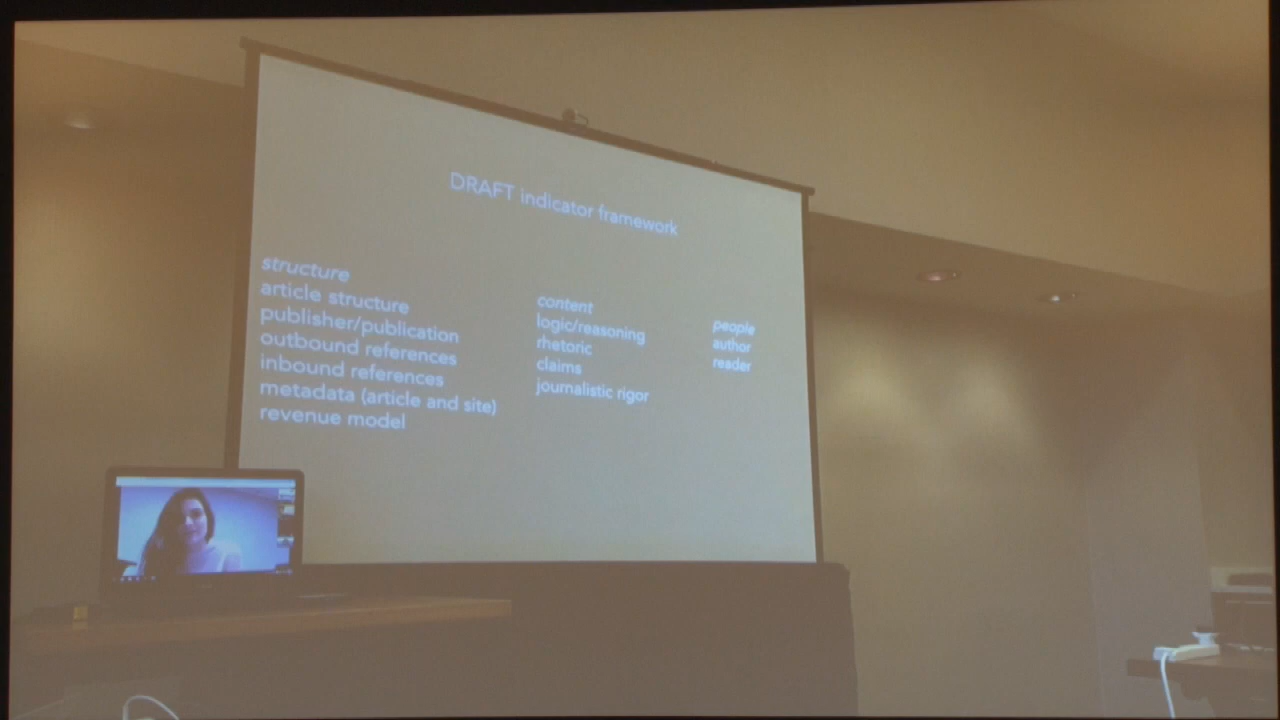 DRAFT indicator framework
structure
article structure
publisher/publication
outbound references
inbound references
metadata (article and site)
revenue model
content
logic/reasoning
rhetoric
claims
journalistic rigor
people
author
reader